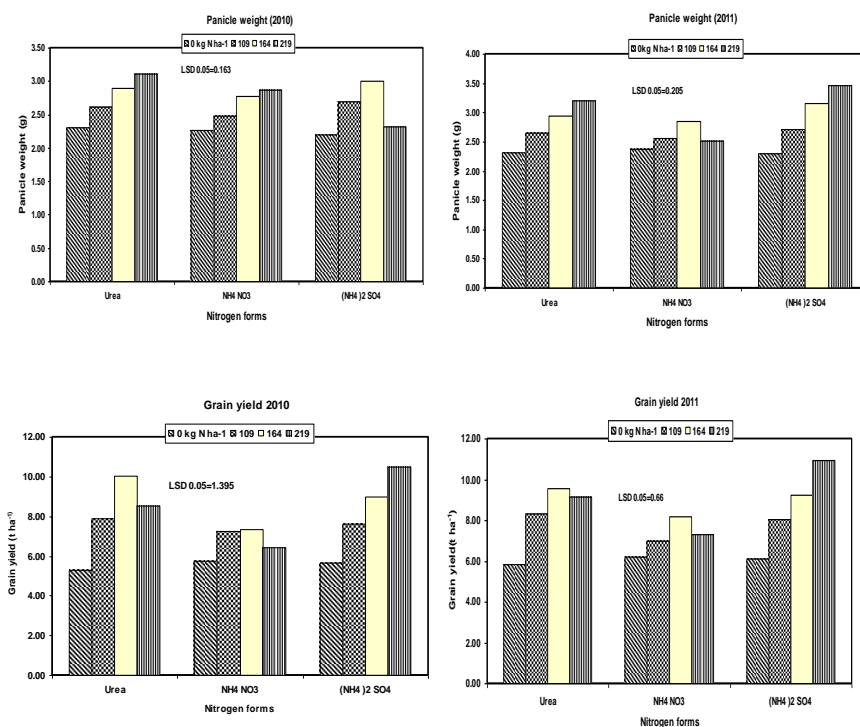 Panicle weight (2010)
0 kg Nha-1 109 164 219
LSD 0.05=0.163
Panicle weight (g)
3.50
3.00
2.50
2.00
1.50
1.00
0.50
0.00
Urea NH4 NO3 (NH4 )2 SO4
Nitrogen forms
Panicle weight (2011)
0 kg Nha-1 109 164 219
LSD 0.05=0.205
Panicle weight (g)
4.00
3.50
3.00
2.50
2.00
1.50
1.00
0.50
0.00
Urea NH4 NO3 (NH4 )2 SO4
Nitrogen forms
Grain yield 2010
0 kg Nha-1 109 164 219
LSD 0.05=1.395
Grain yield (t ha-1)
12.00
10.00
8.00
6.00
4.00
2.00
0.00
Urea NH4 NO3 (NH4 )2 SO4
Nitrogen forms
Grain yield 2011
0 kg Nha-1 109 164 219
LSD 0.05=0.66
Grain yield(t ha-1)
12.00
10.00
8.00
6.00
4.00
2.00
0.00
Urea NH4 NO3 (NH4 )2 SO4
Nitrogen forms